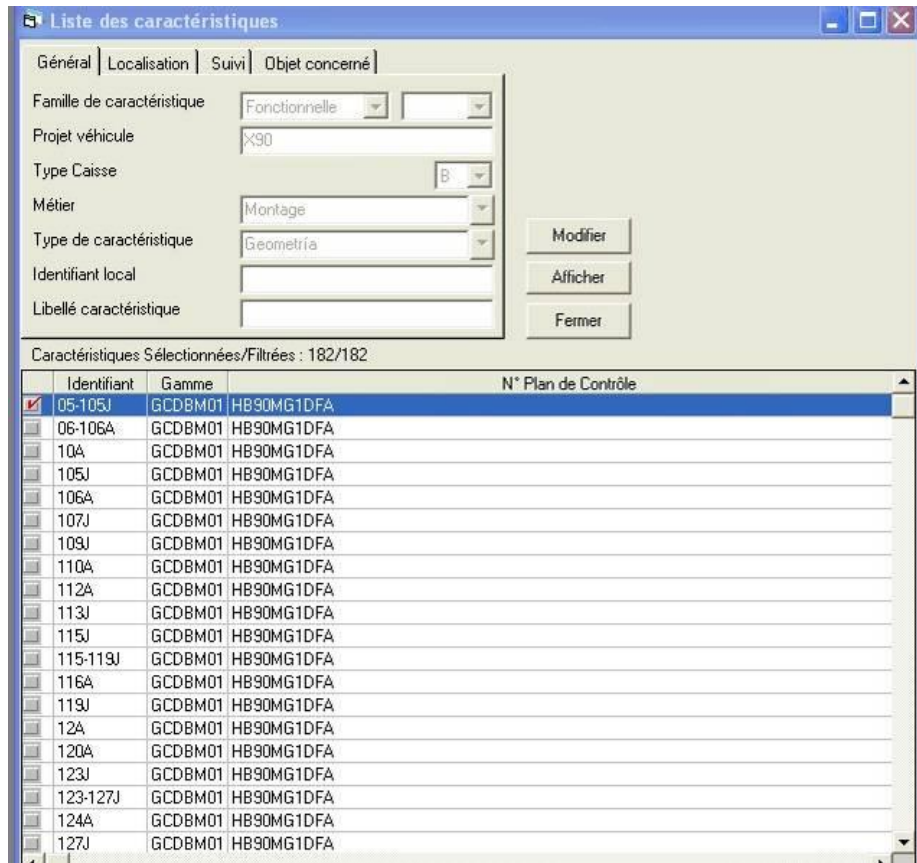 Liste des caractéristiques
Général Localisation Suivi Objet concerné
Famille de caractéristique Fonctionnelle
Projet véhicule X90
Type Caisse B
Métier Montage
Type de caractéristique Geometría
Identifiant local
Libellé caractéristique
Modifier
Afficher
Fermer
Caractéristiques Sélectionnées/Filtrées : 182/182
Identifiant Gamme N° Plan de Contrôle
05-105J GCDBM01 HB90MG1DFA
06-106A GCDBM01 HB90MG1DFA
10A GCDBM01 HB90MG1DFA
105J GCDBM01 HB90MG1DFA
106A GCDBM01 HB90MG1DFA
107J GCDBM01 HB90MG1DFA
109J GCDBM01 HB90MG1DFA
110A GCDBM01 HB90MG1DFA
112A GCDBM01 HB90MG1DFA
113J GCDBM01 HB90MG1DFA
115J GCDBM01 HB90MG1DFA
115-119J GCDBM01 HB90MG1DFA
116A GCDBM01 HB90MG1DFA
119J GCDBM01 HB90MG1DFA
12A GCDBM01 HB90MG1DFA
120A GCDBM01 HB90MG1DFA
123J GCDBM01 HB90MG1DFA
123-127J GCDBM01 HB90MG1DFA
124A GCDBM01 HB90MG1DFA
127J GCDBM01 HB90MG1DFA